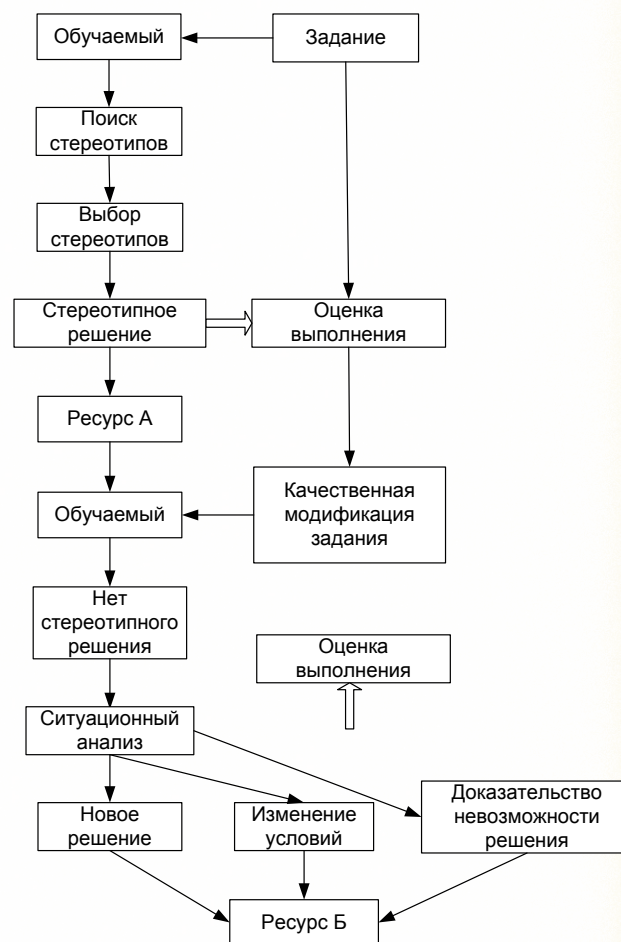 Обучаемый
Задание
Поиск
стереотипов
Выбор
стереотипов
Стереотипное
решение
Оценка
выполнения
Ресурс А
Обучаемый
Качественная
модификация
задания
Нет
стереотипного
решения
Оценка
выполнения
Ситуационный
анализ
Новое
решение
Изменение
условий
Доказательство
невозможности
решения
Ресурс Б